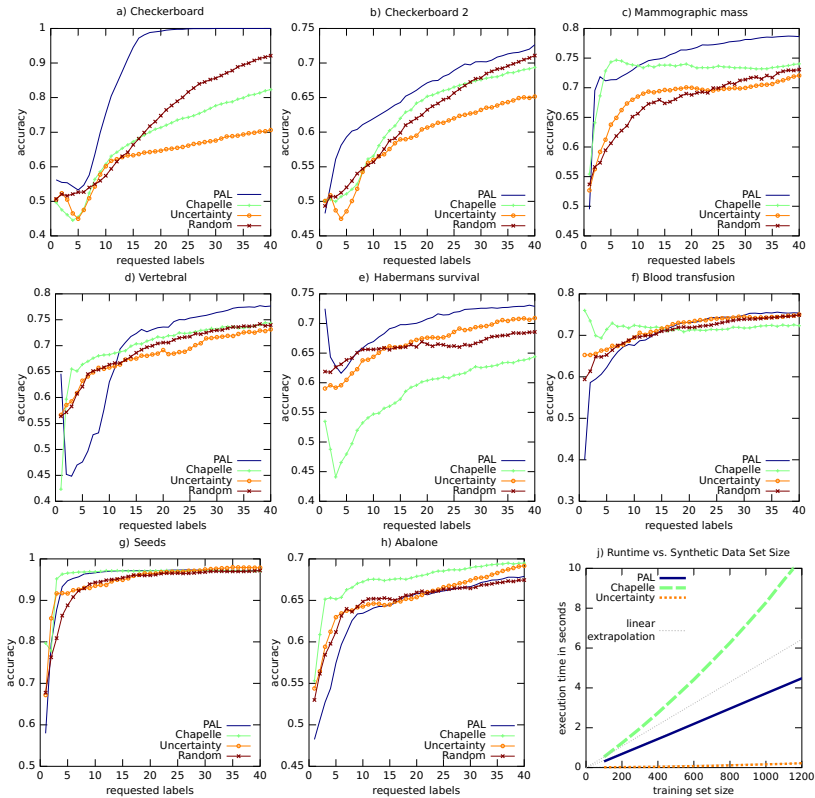 a) Checkerboard
accuracy
1
0.9
0.8
0.7
0.6
0.5
0.4
PAL
Chapelle
Uncertainty
Random
0 5 10 15 20 25 30 35 40
requested labels
b) Checkerboard 2
accuracy
0.75
0.7
0.65
0.6
0.55
0.5
0.45
PAL
Chapelle
Uncertainty
Random
0 5 10 15 20 25 30 35 40
requested labels
c) Mammographic mass
accuracy
0.8
0.75
0.7
0.65
0.6
0.55
0.5
0.45
PAL
Chapelle
Uncertainty
Random
0 5 10 15 20 25 30 35 40
requested labels
d) Vertebral
accuracy
0.8
0.75
0.7
0.65
0.6
0.55
0.5
0.45
0.4
PAL
Chapelle
Uncertainty
Random
0 5 10 15 20 25 30 35 40
requested labels
e) Habermans survival
accuracy
0.75
0.7
0.65
0.6
0.55
0.5
0.45
0.4
PAL
Chapelle
Uncertainty
Random
0 5 10 15 20 25 30 35 40
requested labels
f) Blood transfusion
accuracy
0.8
0.7
0.6
0.5
0.4
0.3
PAL
Chapelle
Uncertainty
Random
0 5 10 15 20 25 30 35 40
requested labels
g) Seeds
accuracy
1
0.9
0.8
0.7
0.6
0.5
PAL
Chapelle
Uncertainty
Random
0 5 10 15 20 25 30 35 40
requested labels
h) Abalone
accuracy
0.7
0.65
0.6
0.55
0.5
0.45
PAL
Chapelle
Uncertainty
Random
0 5 10 15 20 25 30 35 40
requested labels
j) Runtime vs. Synthetic Data Set Size
execution time in seconds
10
8
6
4
2
0
PAL
Chapelle
Uncertainty
linear
extrapolation
0 200 400 600 800 1000 1200
training set size